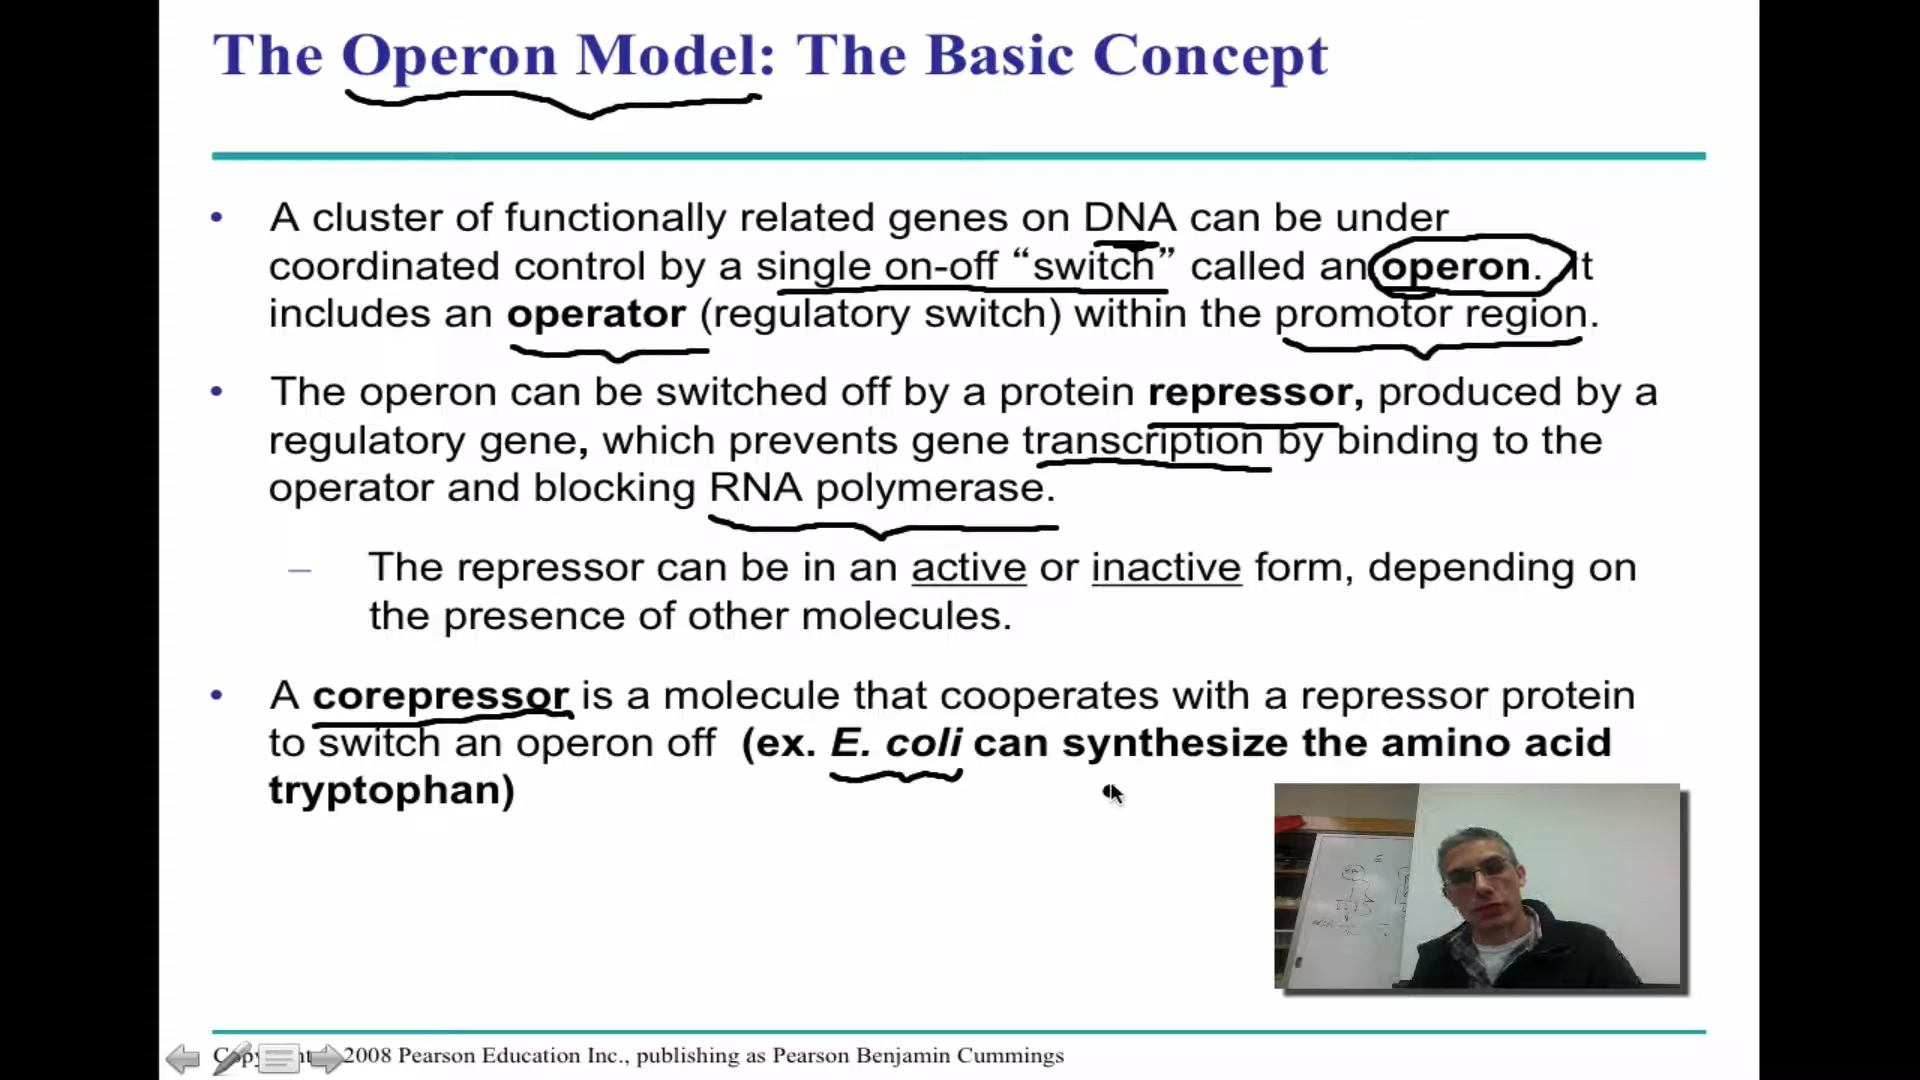 The Operon Model: The Basic Concept
• A cluster of functionally related genes on DNA can be under
coordinated control by a single on-off “switch” called an operon. It
includes an operator (regulatory switch) within the promotor region.
• The operon can be switched off by a protein repressor, produced by a
regulatory gene, which prevents gene transcription by binding to the
operator and blocking RNA polymerase.
– The repressor can be in an active or inactive form, depending on
the presence of other molecules.
• A corepressor is a molecule that cooperates with a repressor protein
to switch an operon off (ex. E. coli can synthesize the amino acid
tryptophan)
2008 Pearson Education Inc., publishing as Pearson Benjamin Cummings